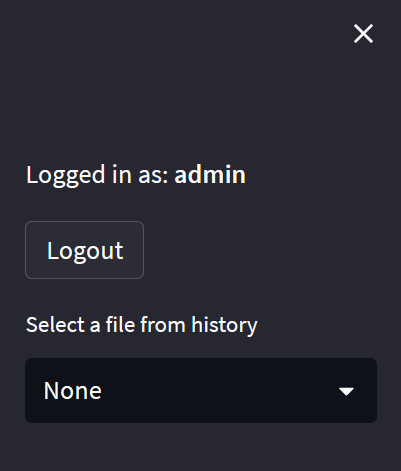 Logged in as: admin
Logout
Select a file from history
None